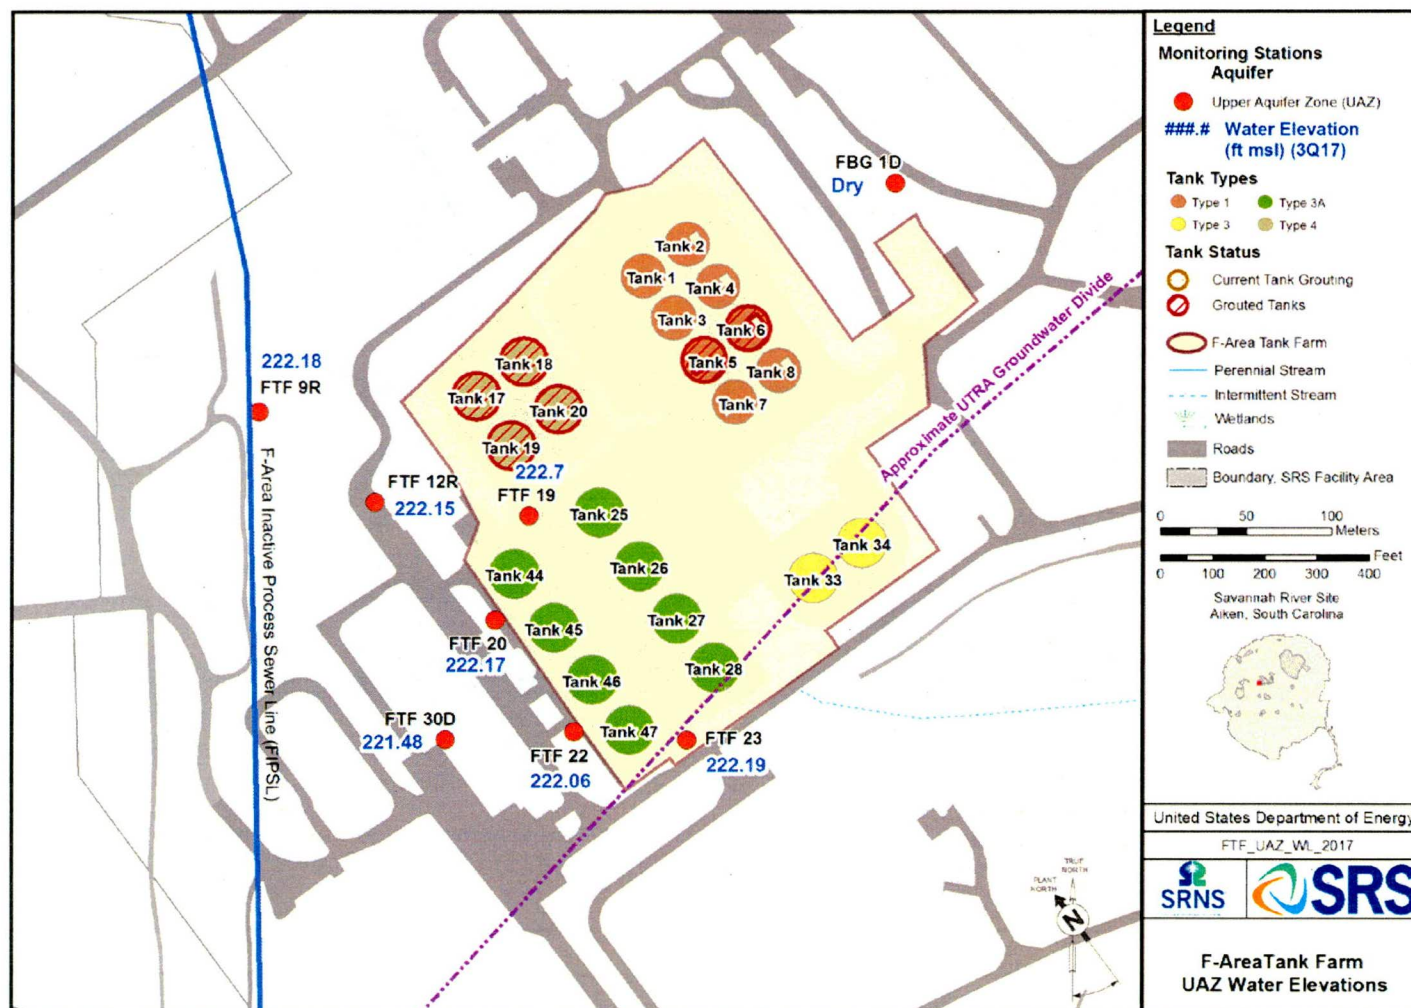 FBG 1D
Dry
Tank 2
Tank 1
Tank 4
Tank 3
Tank 6
Tank 5
Tank 8
Tank 7
Approximate UTRA Groundwater Divide
222.18
FTF 9R
Tank 18
Tank 17
Tank 20
Tank 19
222.7
FTF 19
FTF 12R
222.15
F-Area Inactive Process Sewer Line (FIPSL)
Tank 25
Tank 34
Tank 33
Tank 26
Tank 44
Tank 27
Tank 45
FTF 20
222.17
Tank 28
Tank 46
Tank 47
FTF 30D
221.48
FTF 22
222.06
FTF 23
222.19
PLANT
NORTH
TRUE
NORTH
N
Legend
Monitoring Stations
Aquifer
Upper Aquifer Zone (UAZ)
###.# Water Elevation
(ft msl) (3Q17)
Tank Types
Type 1 Type 3A
Type 3 Type 4
Tank Status
Current Tank Grouting
Grouted Tanks
F-Area Tank Farm
Perennial Stream
Intermittent Stream
Wetlands
Roads
Boundary, SRS Facility Area
0 50 100
Meters
Feet
0 100 200 300 400
Savannah River Site
Aiken, South Carolina
United States Department of Energy
FTF_UAZ_WL_2017
SRNS
SRS
F-AreaTank Farm
UAZ Water Elevations